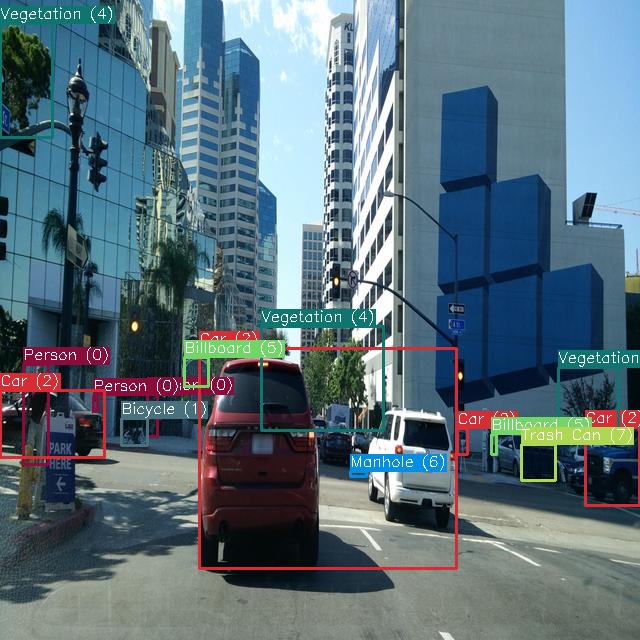 Vegetation (4)
Vegetation (4)
Car (2)
Billboard (5)
Person (0)
Vegetation
Car (2)
Person (0)
(0)
Bicycle (1)
Car (2)
Billboard (5)
Car (2)
Trash Can (7)
Manhole (6)
PARK
HERE